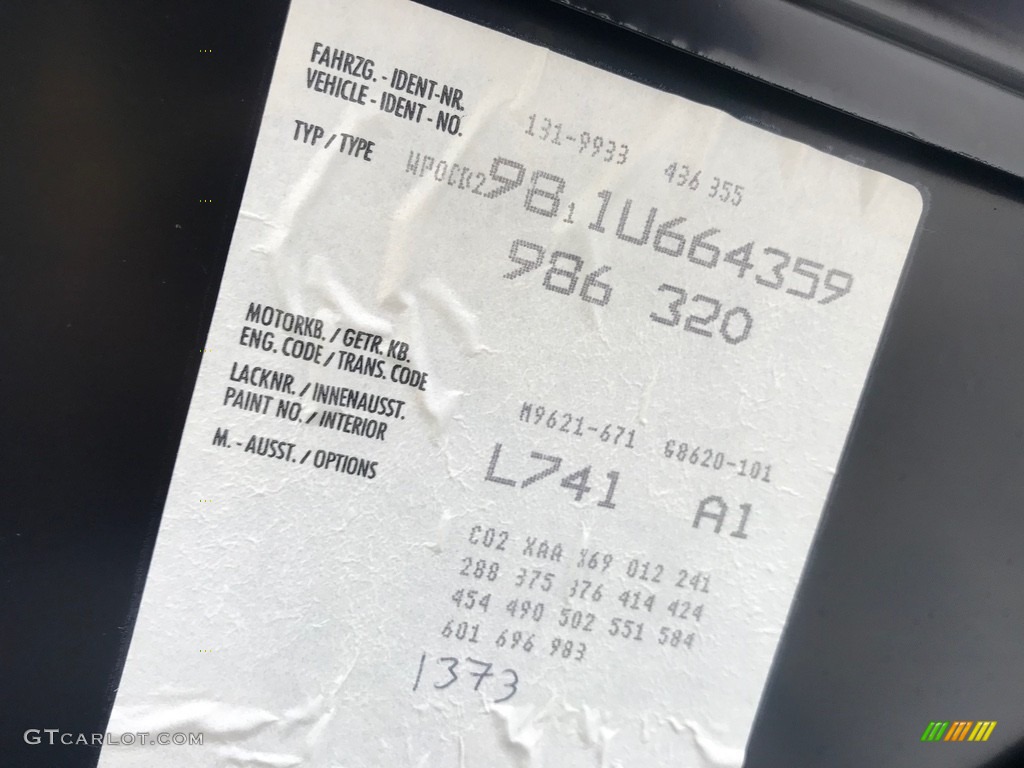 FAHRZG. - IDENT-NR.
VEHICLE - IDENT - NO.
131-9933 436 355
TYP / TYPE
WP0CB2981 1U664359
986 320
MOTORKB. / GETR. KB.
ENG. CODE / TRANS. CODE
M9621-671 G8620-101
LACKNR. / INNENAUSST.
PAINT NO. / INTERIOR
L741 A1
M. - AUSST. / OPTIONS
C02 XAA X69 012 241
288 375 376 414 424
454 490 502 551 584
601 696 983
1373
GTCARLOT.COM